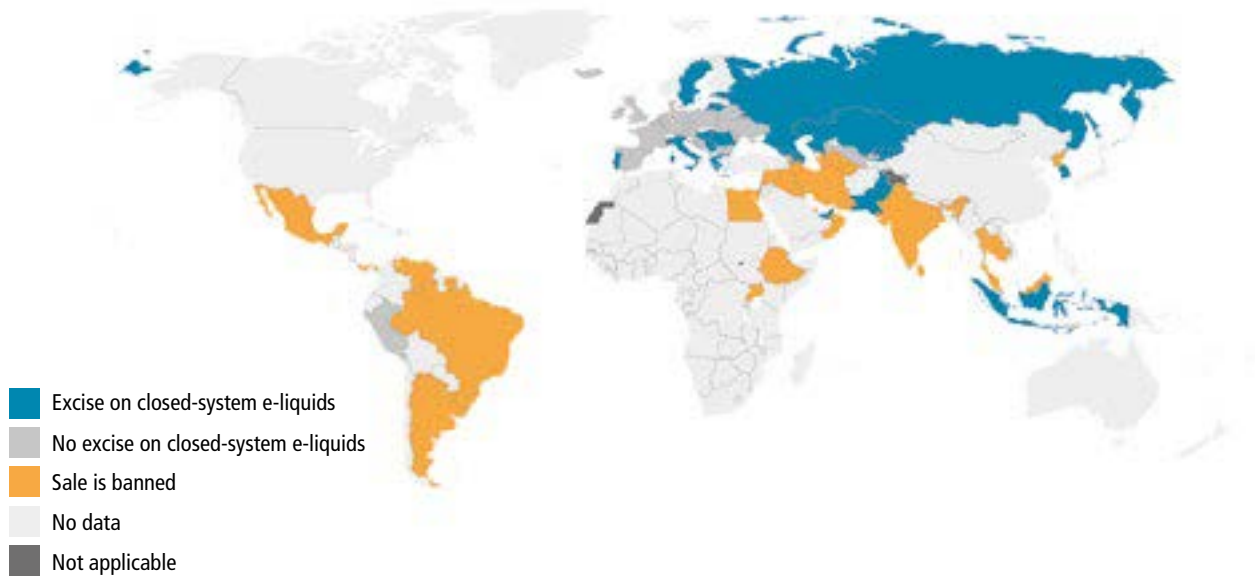 Excise on closed-system e-liquids
No excise on closed-system e-liquids
Sale is banned
No data
Not applicable